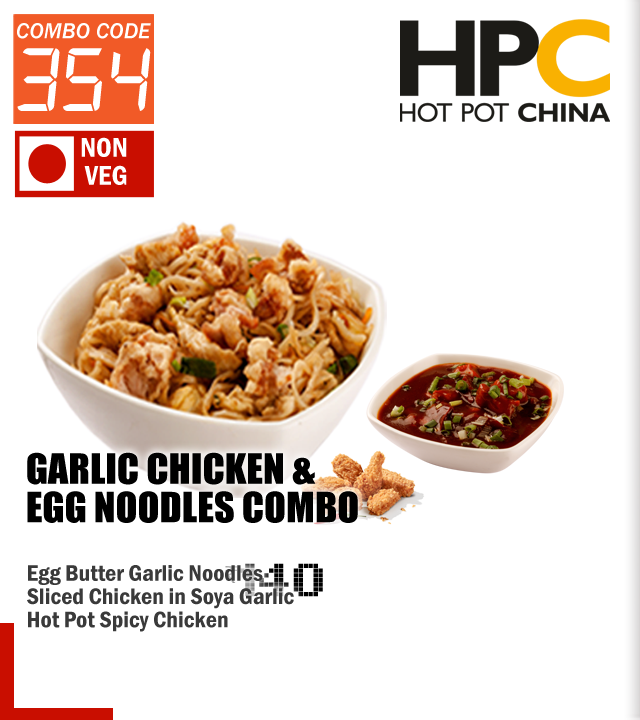 COMBO CODE
354
NON
VEG
HPC
HOT POT CHINA
GARLIC CHICKEN &
EGG NOODLES COMBO
Egg Butter Garlic Noodles
Sliced Chicken in Soya Garlic
Hot Pot Spicy Chicken
140